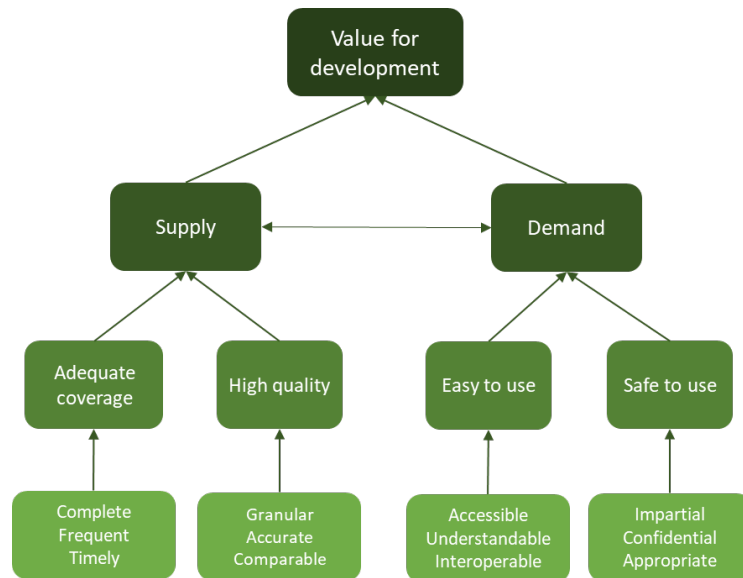 Value for
development
Supply
Demand
Adequate
coverage
High quality
Easy to use
Safe to use
Complete
Frequent
Timely
Granular
Accurate
Comparable
Accessible
Understandable
Interoperable
Impartial
Confidential
Appropriate